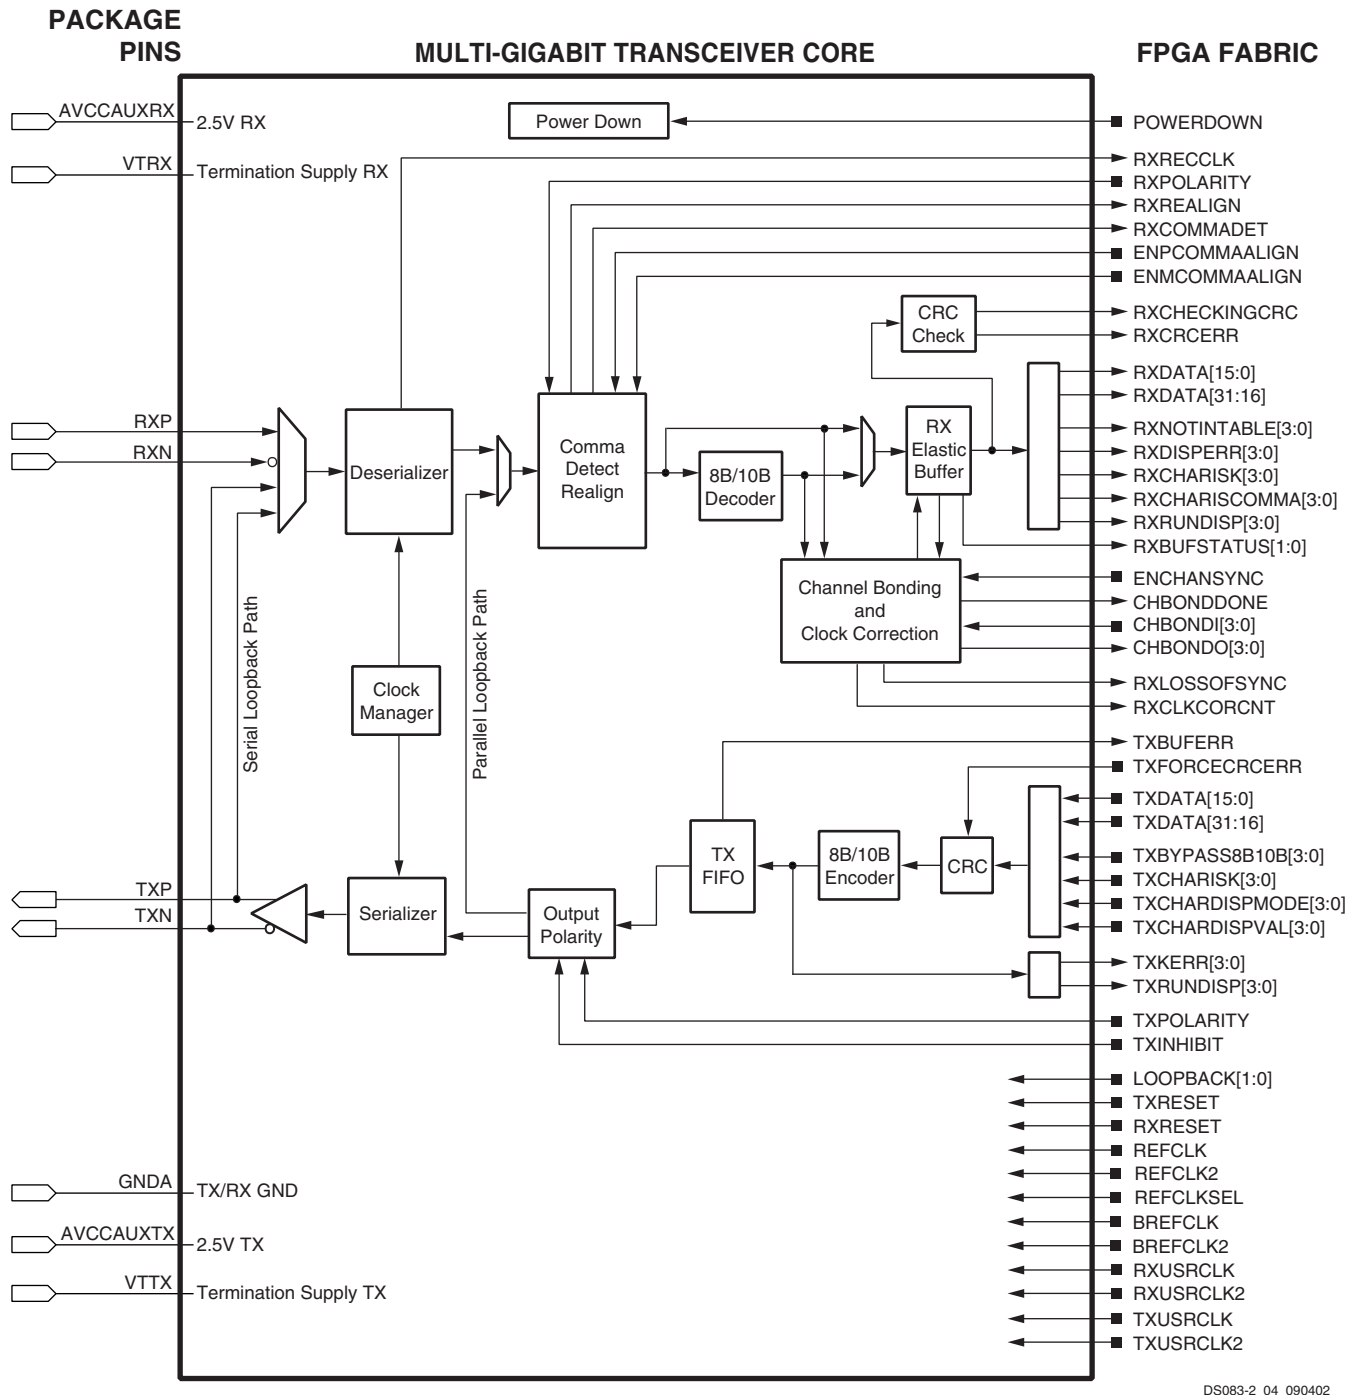 PACKAGE
PINS
MULTI-GIGABIT TRANSCEIVER CORE
FPGA FABRIC
AVCCAUXRX
2.5V RX
Power Down
POWERDOWN
VTRX
Termination Supply RX
RXRECCLK
RXPOLARITY
RXREALIGN
RXCOMMADET
ENPCOMMAALIGN
ENMCOMMAALIGN
CRC
Check
RXCHECKINGCRC
RXCRCERR
RXDATA[15:0]
RXDATA[31:16]
RXP
RXN
Deserializer
Comma
Detect
Realign
8B/10B
Decoder
RX
Elastic
Buffer
RXNOTINTABLE[3:0]
RXDISPERR[3:0]
RXCHARISK[3:0]
RXCHARISCOMMA[3:0]
RXRUNDISP[3:0]
RXBUFSTATUS[1:0]
Serial Loopback Path
Clock
Manager
Parallel Loopback Path
Channel Bonding
and
Clock Correction
ENCHANSYNC
CHBONDDONE
CHBONDI[3:0]
CHBONDO[3:0]
RXLOSSOFSYNC
RXCLKCORCNT
TXBUFERR
TXFORCECRCERR
TXDATA[15:0]
TXDATA[31:16]
TXP
TXN
Serializer
Output
Polarity
TX
FIFO
8B/10B
Encoder
CRC
TXBYPASS8B10B[3:0]
TXCHARISK[3:0]
TXCHARDISPMODE[3:0]
TXCHARDISPVAL[3:0]
TXKERR[3:0]
TXRUNDISP[3:0]
TXPOLARITY
TXINHIBIT
LOOPBACK[1:0]
TXRESET
RXRESET
REFCLK
REFCLK2
REFCLKSEL
BREFCLK
BREFCLK2
RXUSRCLK
RXUSRCLK2
TXUSRCLK
TXUSRCLK2
GNDA
TX/RX GND
AVCCAUXTX
2.5V TX
VTTX
Termination Supply TX
DS083-2_04_090402